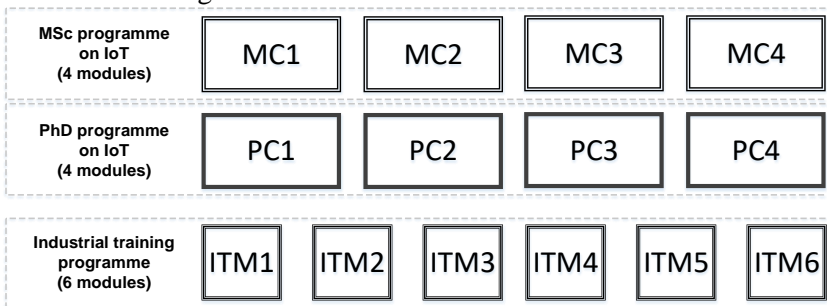 MSc programme
on IoT
(4 modules)
MC1 MC2 MC3 MC4
PhD programme
on IoT
(4 modules)
PC1 PC2 PC3 PC4
Industrial training
programme
(6 modules)
ITM1 ITM2 ITM3 ITM4 ITM5 ITM6